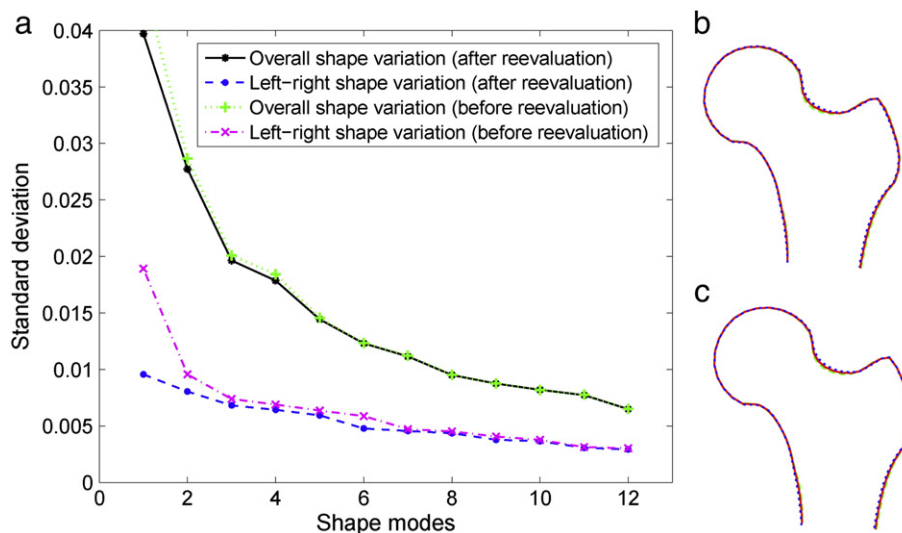 a
0.04
0.035
0.03
0.025
0.02
0.015
0.01
0.005
0
Standard deviation
Overall shape variation (after reevaluation)
Left-right shape variation (after reevaluation)
Overall shape variation (before reevaluation)
Left-right shape variation (before reevaluation)
0 2 4 6 8 10 12
Shape modes
b
c